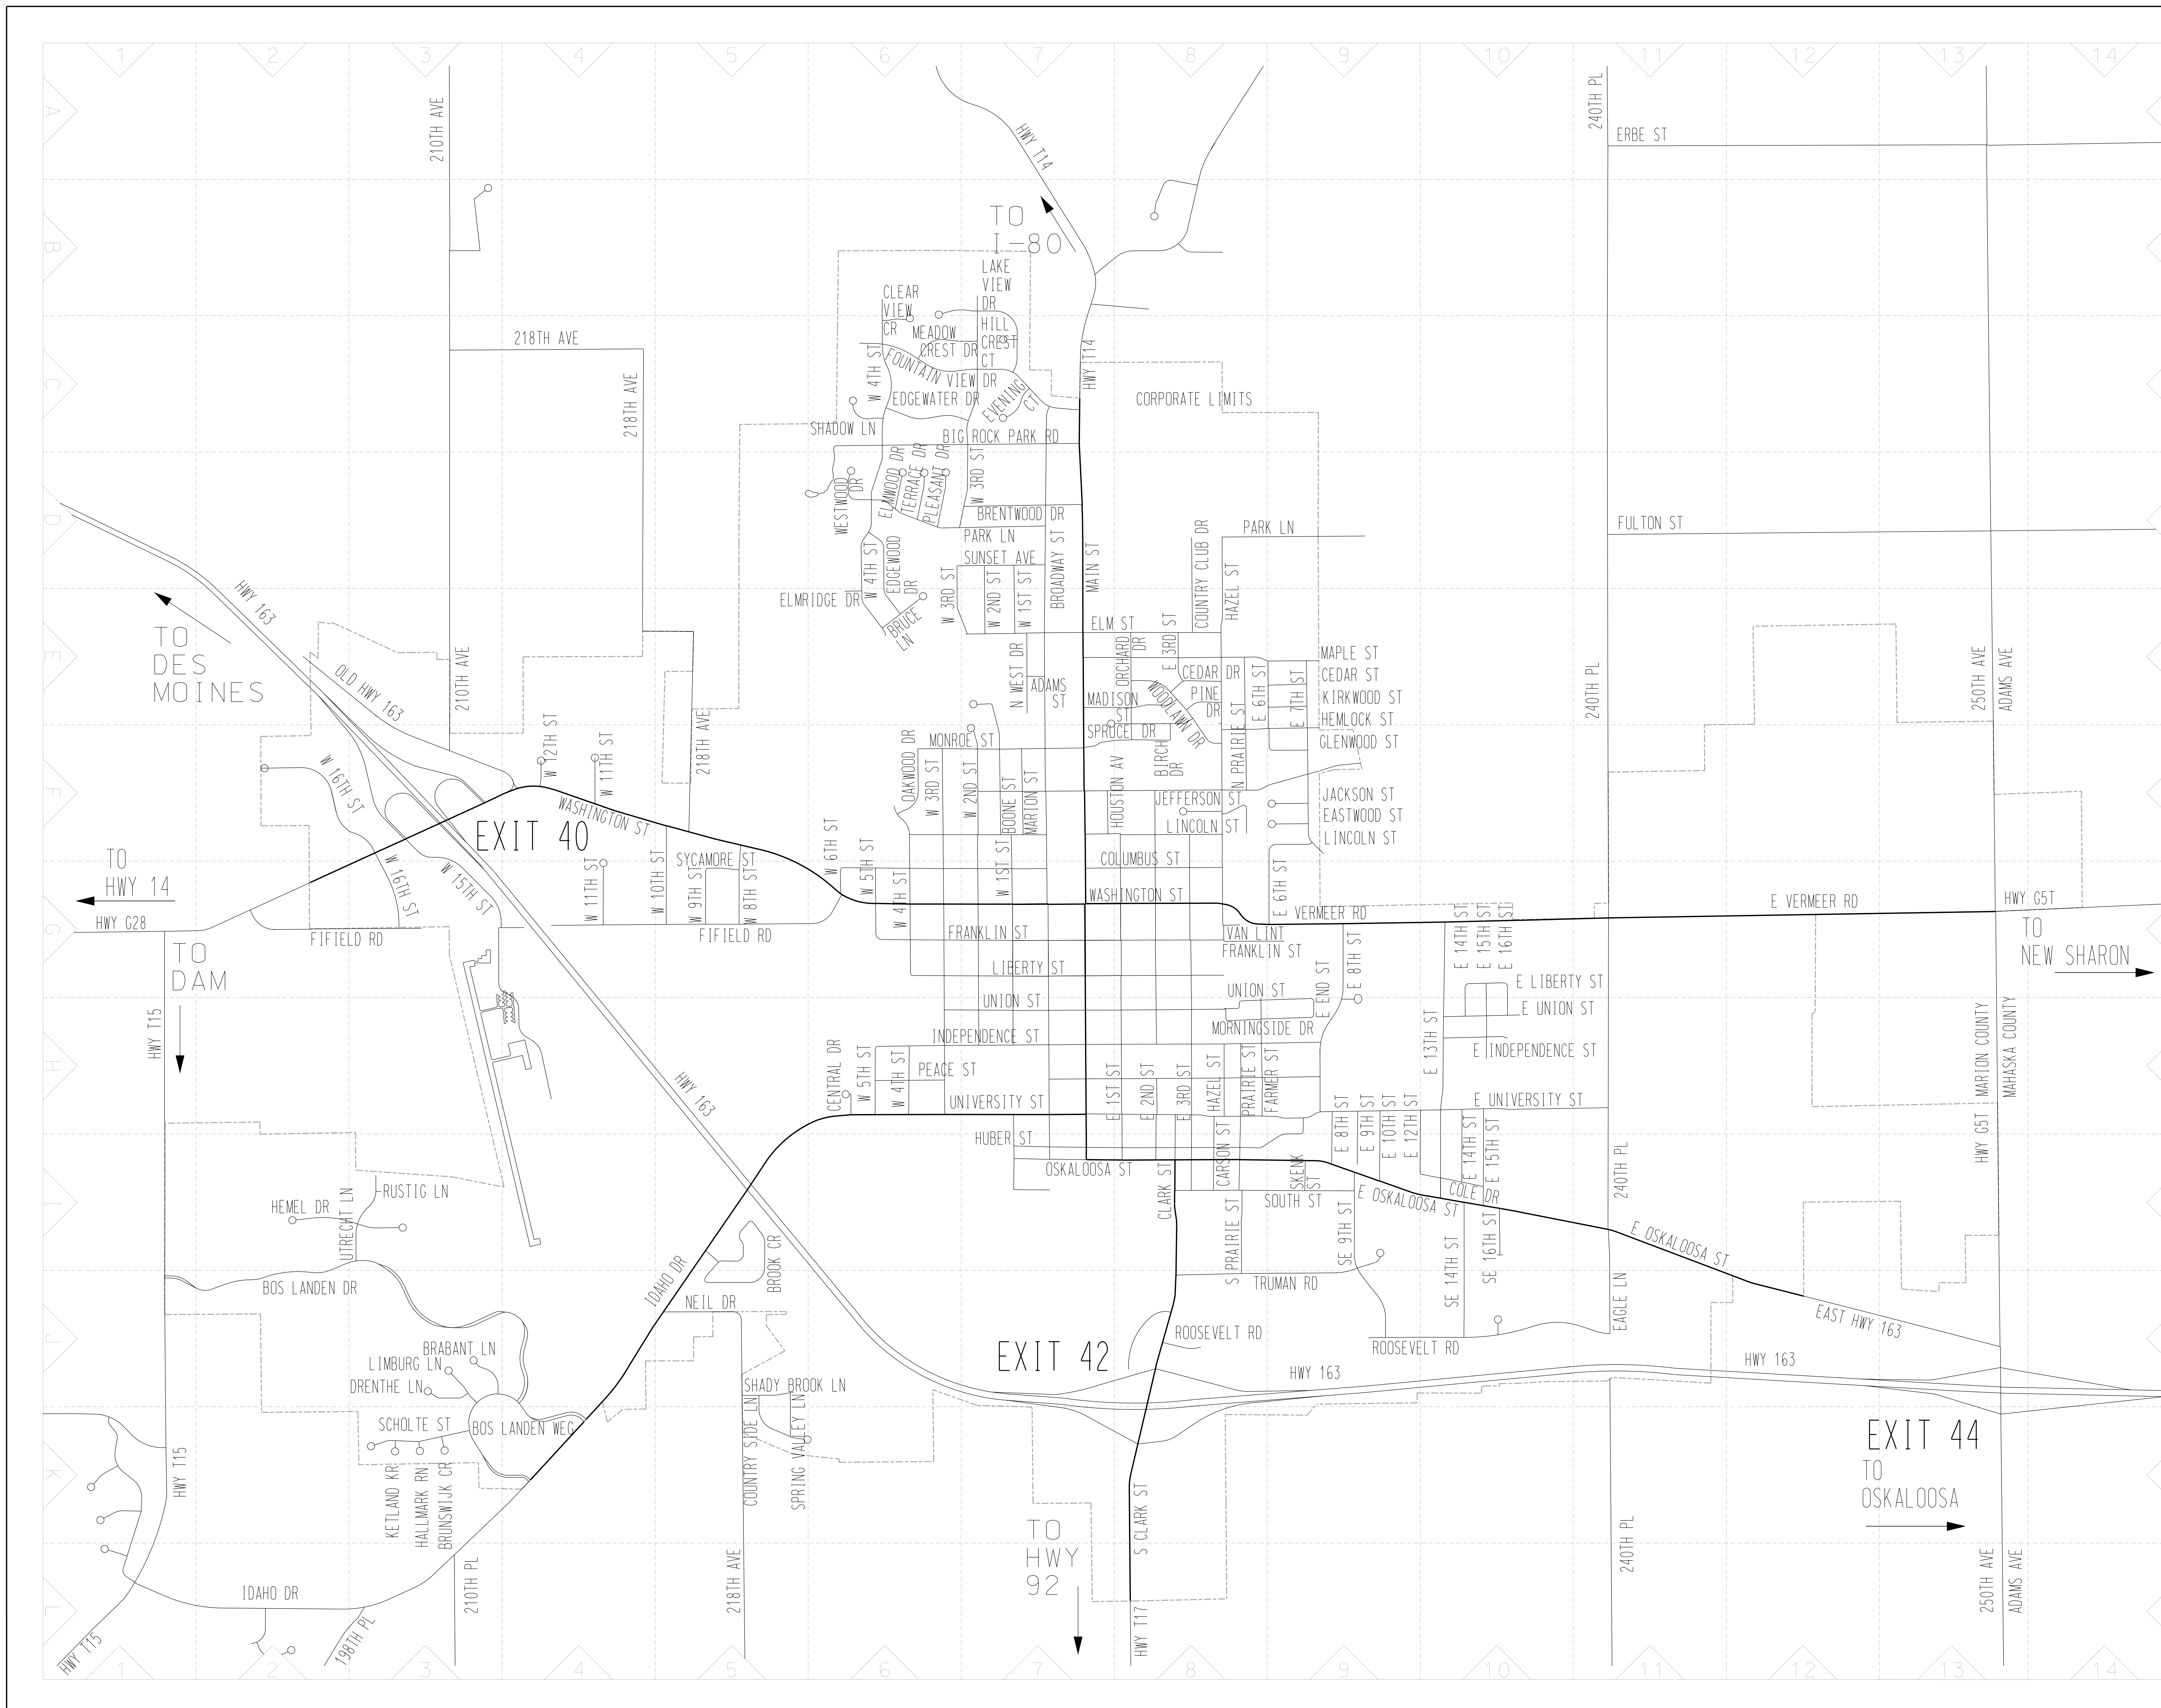 1 2 3 4 5 6 7 8 9 10 11 12 13 14
A
210TH AVE
HWY T14
240TH PL
ERBE ST
B
TO
I-80
LAKE
VIEW
DR
CLEAR
VIEW
CR
MEADOW
CREST DR
HILL
CREST
CT
218TH AVE
218TH AVE
C
W 4TH ST
FOUNTAIN VIEW DR
EDGEWATER DR
EVENING
CT
HWY T14
CORPORATE LIMITS
SHADOW LN
BIG ROCK PARK RD
D
WESTWOOD
DR
ELMWOOD DR
TERRACE DR
PLEASANT DR
W 3RD ST
BRENTWOOD DR
PARK LN
SUNSET AVE
BROADWAY ST
MAIN ST
COUNTRY CLUB DR
HAZEL ST
PARK LN
FULTON ST
HWY 163
TO
DES
MOINES
W 4TH ST
EDGEWOOD
DR
ELMRIDGE DR
BRUCE
LN
W 3RD ST
W 2ND ST
W 1ST ST
ELM ST
E
OLD HWY 163
210TH AVE
N WEST DR
ADAMS
ST
ORCHARD
DR
E 3RD ST
CEDAR DR
MADISON
ST
WOODLAWN DR
PINE
DR
SPRUCE DR
BIRCH
DR
N PRAIRIE ST
E 6TH ST
E 7TH ST
MAPLE ST
CEDAR ST
KIRKWOOD ST
HEMLOCK ST
GLENWOOD ST
240TH PL
250TH AVE
ADAMS AVE
F
W 16TH ST
W 12TH ST
W 11TH ST
218TH AVE
WASHINGTON ST
EXIT 40
OAKWOOD DR
MONROE ST
W 3RD ST
W 2ND ST
BOONE ST
MARION ST
HOUSTON AV
JEFFERSON ST
LINCOLN ST
JACKSON ST
EASTWOOD ST
LINCOLN ST
TO
HWY 14
HWY G28
W 16TH ST
W 15TH ST
FIFIELD RD
W 11TH ST
W 10TH ST
SYCAMORE ST
W 9TH ST
W 8TH ST
FIFIELD RD
W 6TH ST
W 5TH ST
W 4TH ST
W 1ST ST
COLUMBUS ST
WASHINGTON ST
E 6TH ST
VERMEER RD
E VERMEER RD
HWY G5T
G
TO
DAM
FRANKLIN ST
VAN LINT
FRANKLIN ST
LIBERTY ST
E END ST
E 8TH ST
E 14TH ST
E 15TH ST
E 16TH ST
E LIBERTY ST
TO
NEW SHARON
HWY T15
UNION ST
UNION ST
MORNINGSIDE DR
E UNION ST
H
INDEPENDENCE ST
E 13TH ST
E INDEPENDENCE ST
MARION COUNTY
MAHASKA COUNTY
HWY 163
CENTRAL DR
W 5TH ST
W 4TH ST
PEACE ST
UNIVERSITY ST
E 1ST ST
E 2ND ST
E 3RD ST
HAZEL ST
PRAIRIE ST
FARMER ST
E UNIVERSITY ST
HUBER ST
OSKALOOSA ST
E 8TH ST
E 9TH ST
E 10TH ST
E 12TH ST
E 14TH ST
E 15TH ST
240TH PL
HWY G5T
I
HEMEL DR
UTRECHT LN
RUSTIG LN
BOS LANDEN DR
IDAHO DR
BROOK CR
CLARK ST
CARSON ST
SKENK
ST
SOUTH ST
COLE DR
E OSKALOOSA ST
E OSKALOOSA ST
S PRAIRIE ST
SE 9TH ST
SE 14TH ST
SE 16TH ST
TRUMAN RD
J
NEIL DR
BRABANT LN
LIMBURG LN
DRENTHE LN
EXIT 42
ROOSEVELT RD
ROOSEVELT RD
EAGLE LN
EAST HWY 163
HWY 163
HWY 163
SHADY BROOK LN
K
SCHOLTE ST
BOS LANDEN WEG
HWY T15
KETLAND KR
HALLMARK RN
BRUNSWIJK CR
COUNTRY SIDE LN
SPRING VALLEY LN
EXIT 44
TO
OSKALOOSA
TO
HWY
92
S CLARK ST
240TH PL
L
IDAHO DR
HWY T15
198TH PL
210TH PL
218TH AVE
HWY T17
250TH AVE
ADAMS AVE
1 2 3 4 5 6 7 8 9 10 11 12 13 14